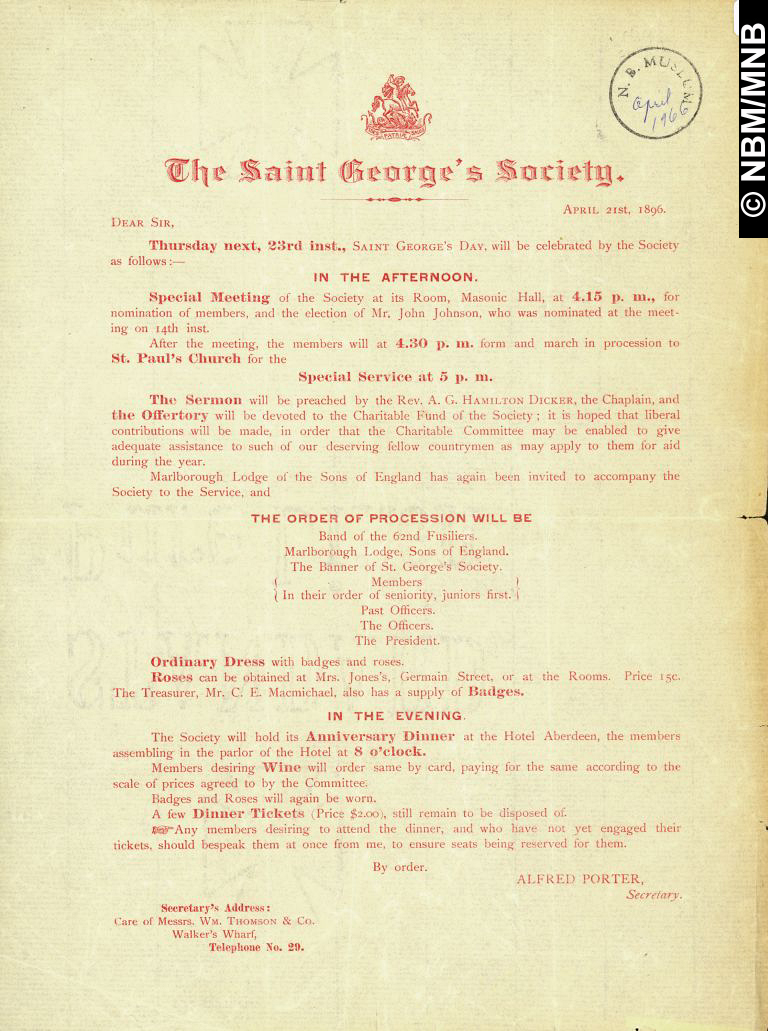 © NBM/MNB
N. B. MUSEUM
April
1966
The Saint George's Society.
APRIL 21st, 1896.
DEAR SIR,
Thursday next, 23rd inst., SAINT GEORGE'S DAY, will be celebrated by the Society
as follows :—
IN THE AFTERNOON.
Special Meeting of the Society at its Room, Masonic Hall, at 4.15 p. m., for
nomination of members, and the election of Mr. John Johnson, who was nominated at the meet-
ing on 14th inst.
After the meeting, the members will at 4.30 p. m. form and march in procession to
St. Paul's Church for the
Special Service at 5 p. m.
The Sermon will be preached by the Rev. A. G. HAMILTON DICKER, the Chaplain, and
the Offertory will be devoted to the Charitable Fund of the Society ; it is hoped that liberal
contributions will be made, in order that the Charitable Committee may be enabled to give
adequate assistance to such of our deserving fellow countrymen as may apply to them for aid
during the year.
Marlborough Lodge of the Sons of England has again been invited to accompany the
Society to the Service, and
THE ORDER OF PROCESSION WILL BE
Band of the 62nd Fusiliers.
Marlborough Lodge, Sons of England.
The Banner of St. George's Society.
Members
In their order of seniority, juniors first.
Past Officers.
The Officers.
The President.
Ordinary Dress with badges and roses.
Roses can be obtained at Mrs. Jones's, Germain Street, or at the Rooms. Price 15c.
The Treasurer, Mr. C. E. Macmichael, also has a supply of Badges.
IN THE EVENING.
The Society will hold its Anniversary Dinner at the Hotel Aberdeen, the members
assembling in the parlor of the Hotel at 8 o'clock.
Members desiring Wine will order same by card, paying for the same according to the
scale of prices agreed to by the Committee.
Badges and Roses will again be worn.
A few Dinner Tickets (Price $2.00), still remain to be disposed of.
☞Any members desiring to attend the dinner, and who have not yet engaged their
tickets, should bespeak them at once from me, to ensure seats being reserved for them.
By order.
ALFRED PORTER,
Secretary.
Secretary's Address :
Care of Messrs. WM. THOMSON & CO.
Walker's Wharf,
Telephone No. 29.